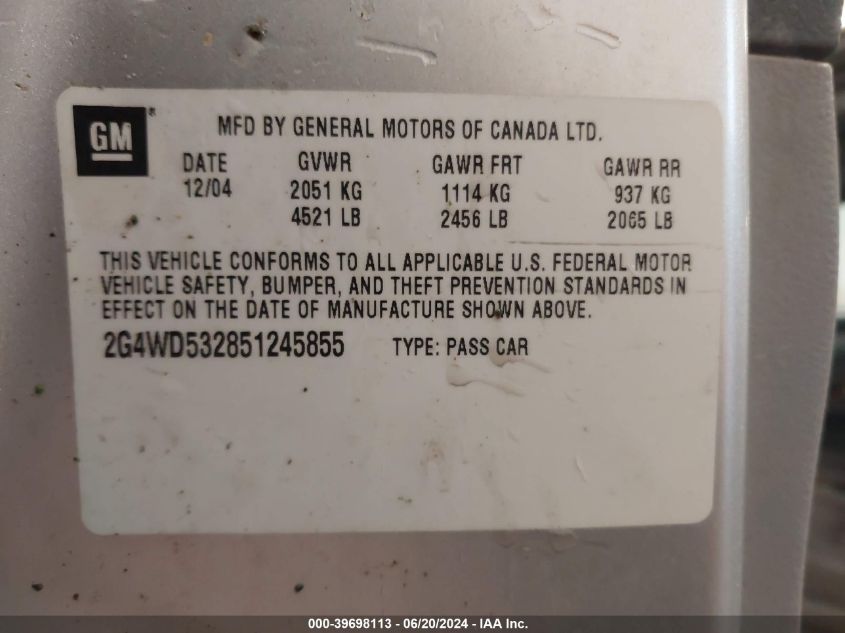 GM®
MFD BY GENERAL MOTORS OF CANADA LTD.
DATE GVWR GAWR FRT GAWR RR
12/04 2051 KG 1114 KG 937 KG
4521 LB 2456 LB 2065 LB
THIS VEHICLE CONFORMS TO ALL APPLICABLE U.S. FEDERAL MOTOR
VEHICLE SAFETY, BUMPER, AND THEFT PREVENTION STANDARDS IN
EFFECT ON THE DATE OF MANUFACTURE SHOWN ABOVE.
2G4WD532851245855 TYPE: PASS CAR
000-39698113 - 06/20/2024 - IAA Inc.